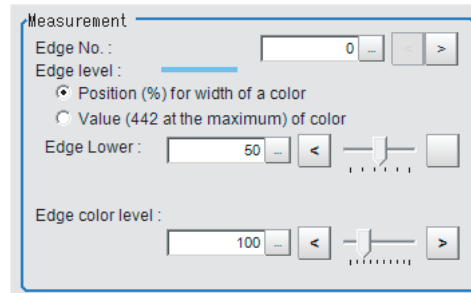 Measurement
Edge No. : 0 ... < >
Edge level :
Position (%) for width of a color
Value (442 at the maximum) of color
Edge Lower : 50 ... <
Edge color level :
100 ... < >